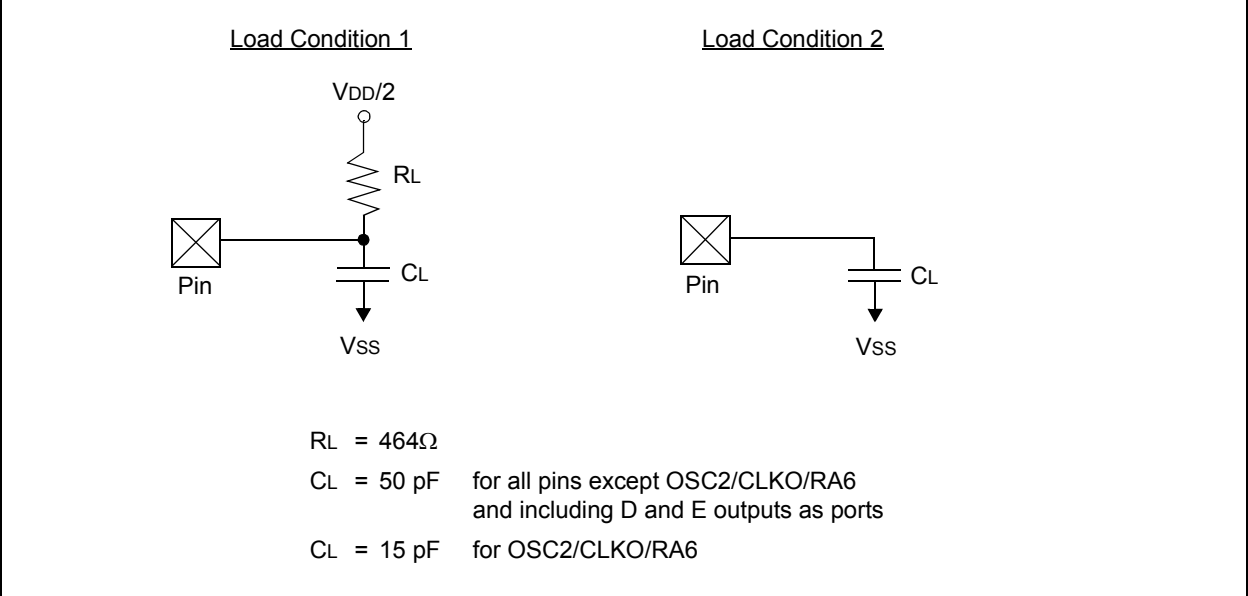 Load Condition 1
Load Condition 2
VDD/2
RL
Pin
CL
VSS
Pin
CL
VSS
RL = 464Ω
CL = 50 pF for all pins except OSC2/CLKO/RA6
and including D and E outputs as ports
CL = 15 pF for OSC2/CLKO/RA6